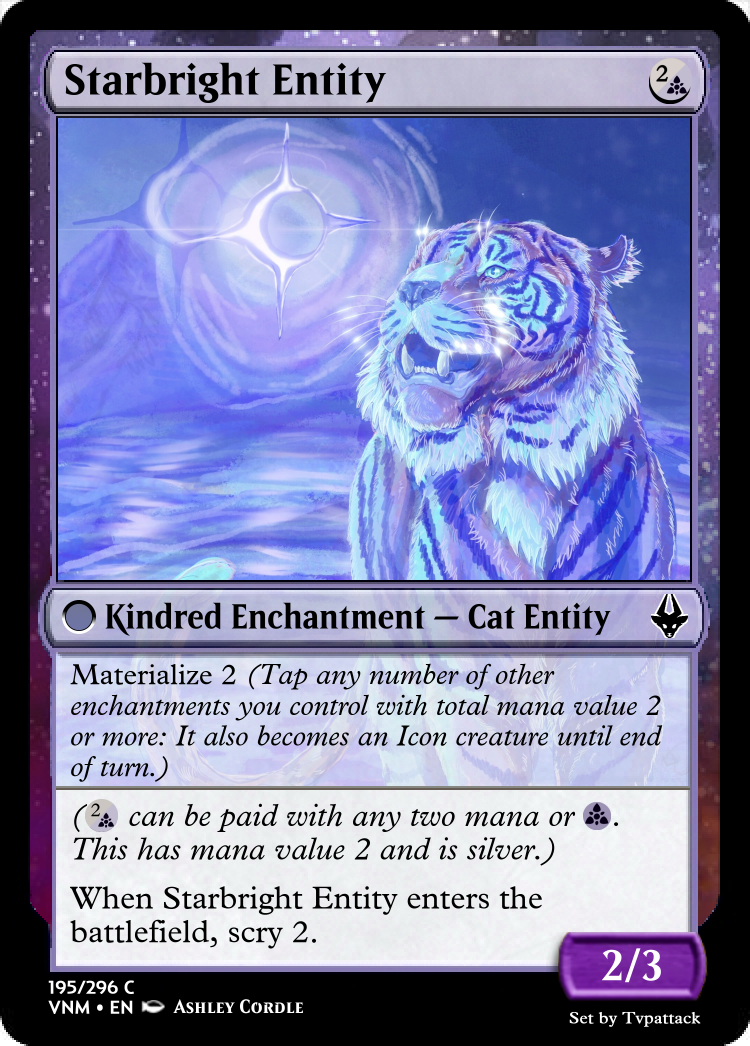 Starbright Entity 2
Kindred Enchantment — Cat Entity
Materialize 2 (Tap any number of other
enchantments you control with total mana value 2
or more: It also becomes an Icon creature until end
of turn.)
(2 can be paid with any two mana or .
This has mana value 2 and is silver.)
When Starbright Entity enters the
battlefield, scry 2.
2/3
195/296 C
VNM • EN Ashley Cordle
Set by Tvpattack